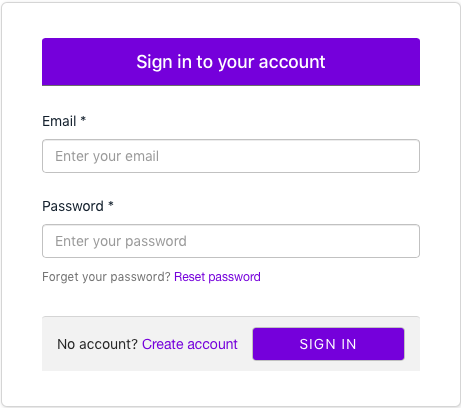 Sign in to your account
Email *
Enter your email
Password *
Enter your password
Forget your password? Reset password
No account? Create account SIGN IN